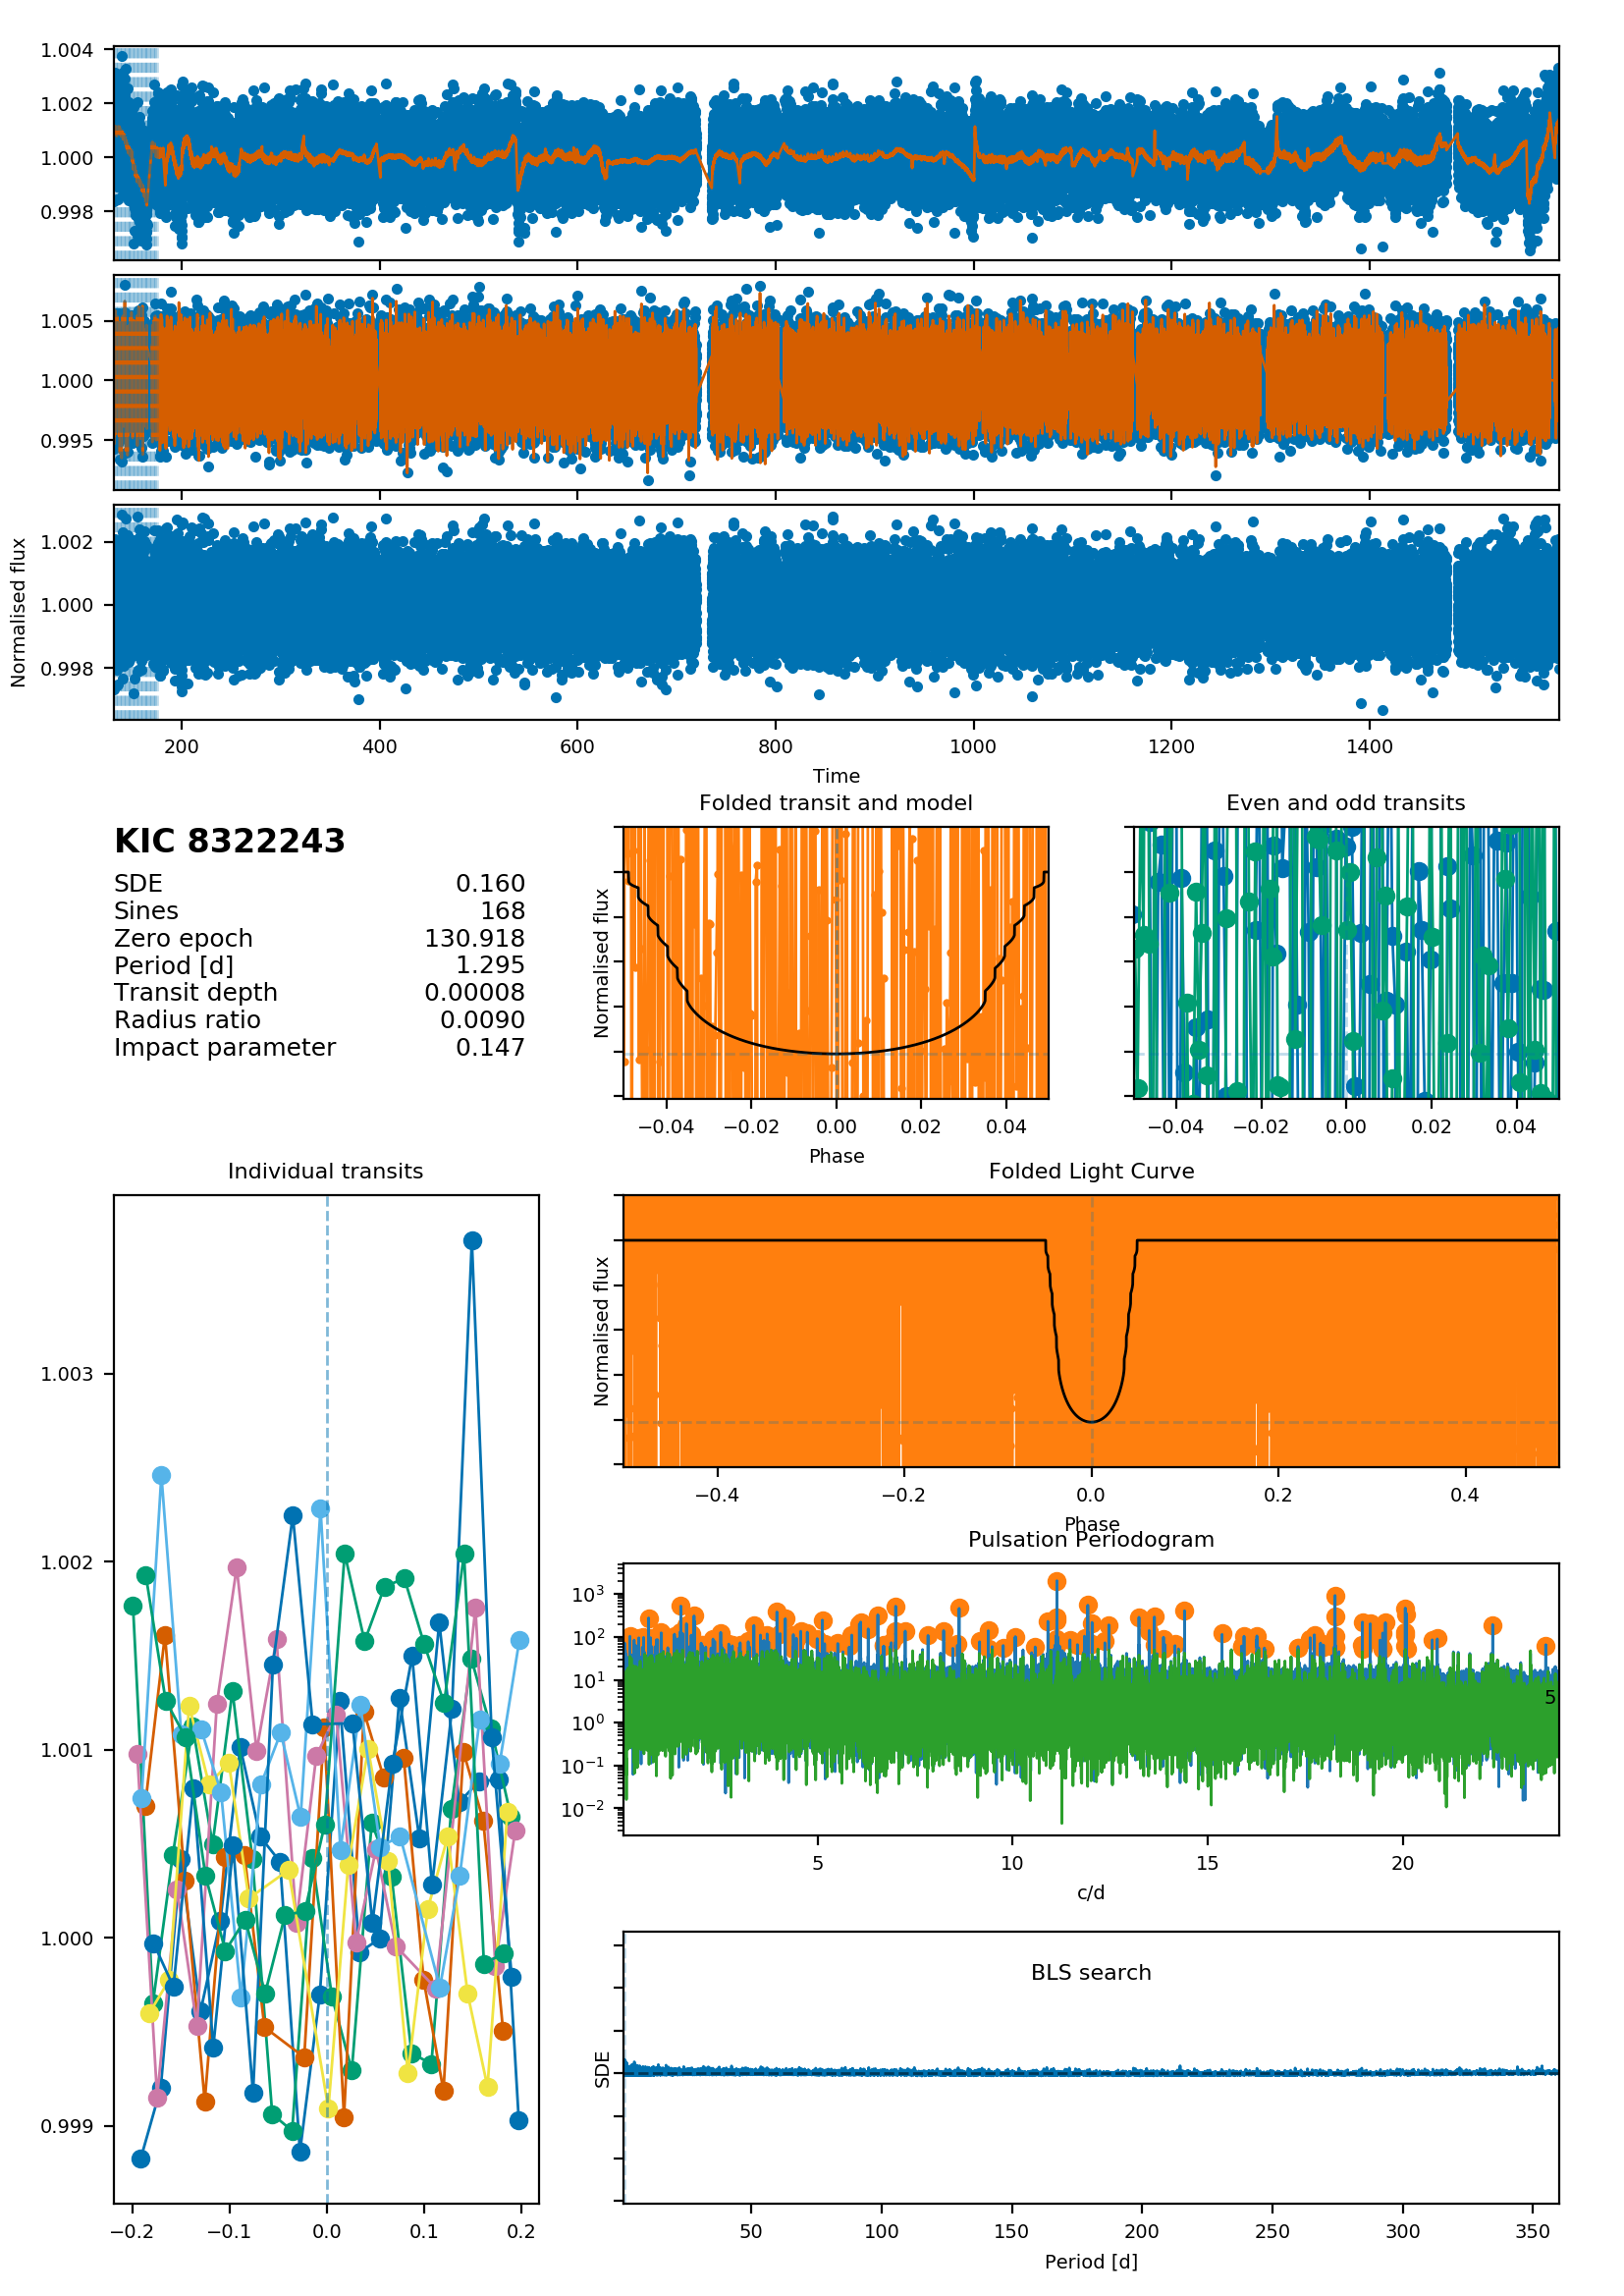 1.004
1.002
1.000
0.998
1.005
1.000
0.995
1.002
1.000
0.998
Normalised flux
200 400 600 800 1000 1200 1400
Time
KIC 8322243
SDE 0.160
Sines 168
Zero epoch 130.918
Period [d] 1.295
Transit depth 0.00008
Radius ratio 0.0090
Impact parameter 0.147
Folded transit and model
Normalised flux
−0.04 −0.02 0.00 0.02 0.04
Phase
Even and odd transits
−0.04 −0.02 0.00 0.02 0.04
Individual transits
1.003
1.002
1.001
1.000
0.999
−0.2 −0.1 0.0 0.1 0.2
Folded Light Curve
Normalised flux
−0.4 −0.2 0.0 0.2 0.4
Phase
Pulsation Periodogram
10³
10²
10¹
10⁰
10⁻¹
10⁻²
5
5 10 15 20
c/d
BLS search
SDE
50 100 150 200 250 300 350
Period [d]